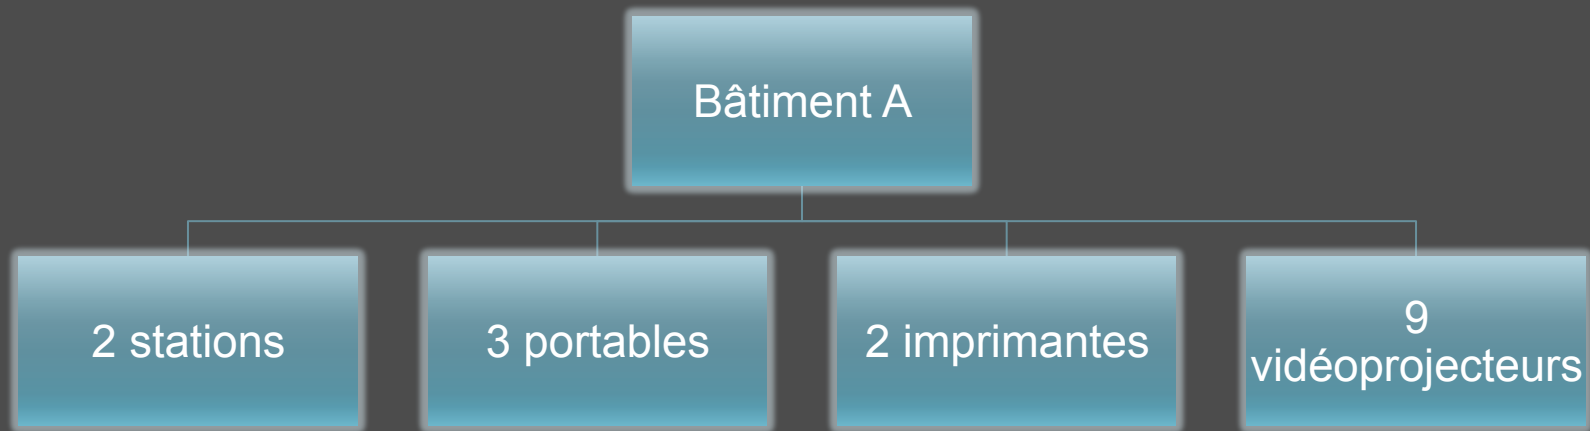 Bâtiment A
2 stations
3 portables
2 imprimantes
9
vidéoprojecteurs